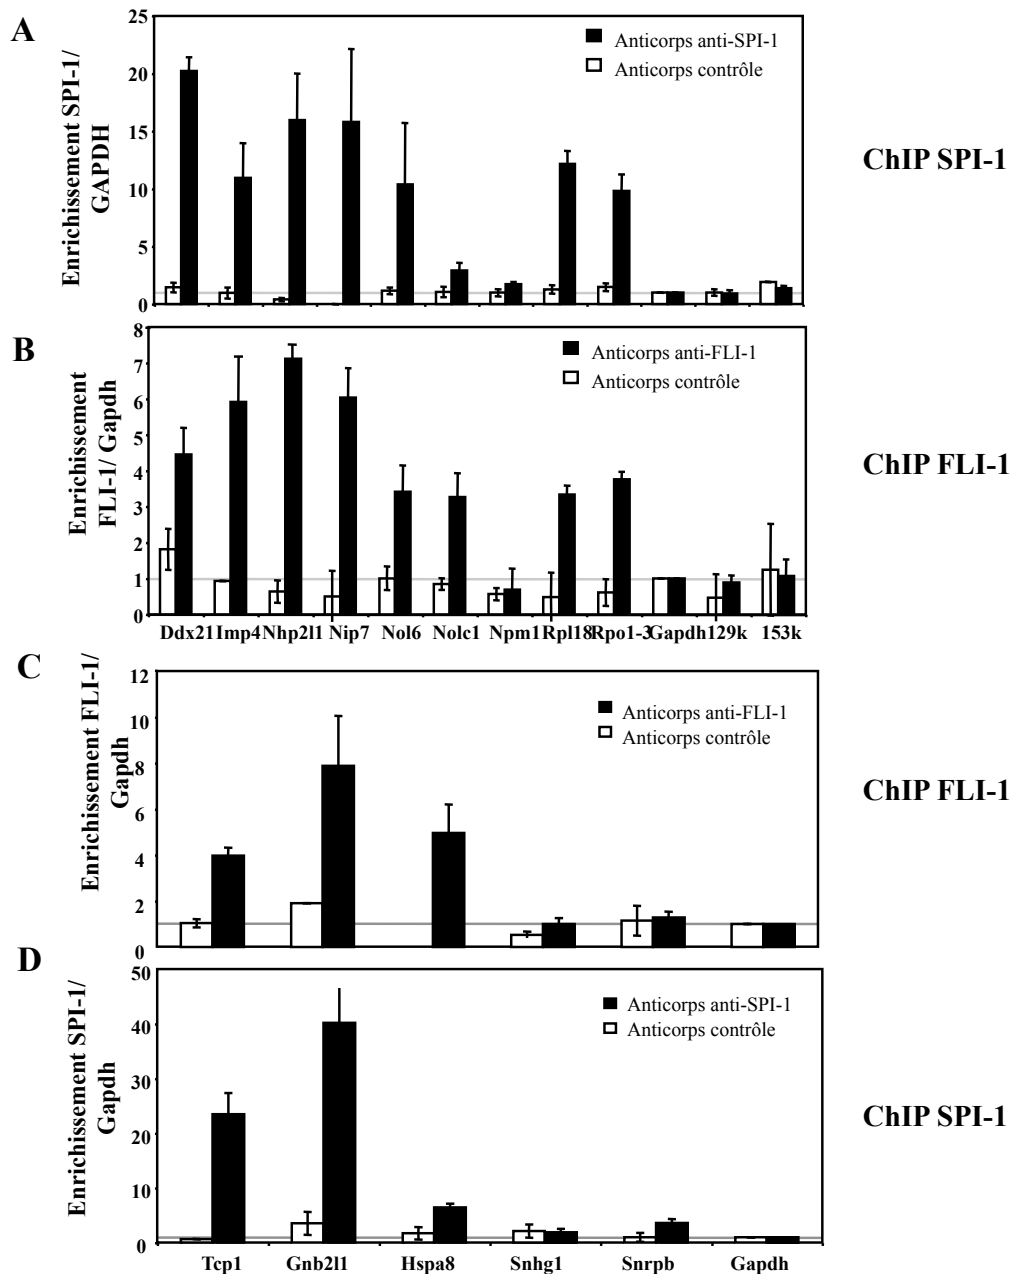 A
Enrichissement SPI-1/
GAPDH
25
20
15
10
5
0
Anticorps anti-SPI-1
Anticorps contrôle
ChIP SPI-1
B
Enrichissement
FLI-1/ Gapdh
8
7
6
5
4
3
2
1
0
Anticorps anti-FLI-1
Anticorps contrôle
ChIP FLI-1
Ddx21 Imp4 Nhp2l1 Nip7 Nol6 Nolc1 Npm1 Rpl18 Rpo1-3 Gapdh 129k 153k
C
Enrichissement FLI-1/
Gapdh
12
10
8
6
4
2
0
Anticorps anti-FLI-1
Anticorps contrôle
ChIP FLI-1
D
Enrichissement SPI-1/
Gapdh
50
40
30
20
10
0
Anticorps anti-SPI-1
Anticorps contrôle
ChIP SPI-1
Tcp1 Gnb2l1 Hspa8 Snhg1 Snrpb Gapdh